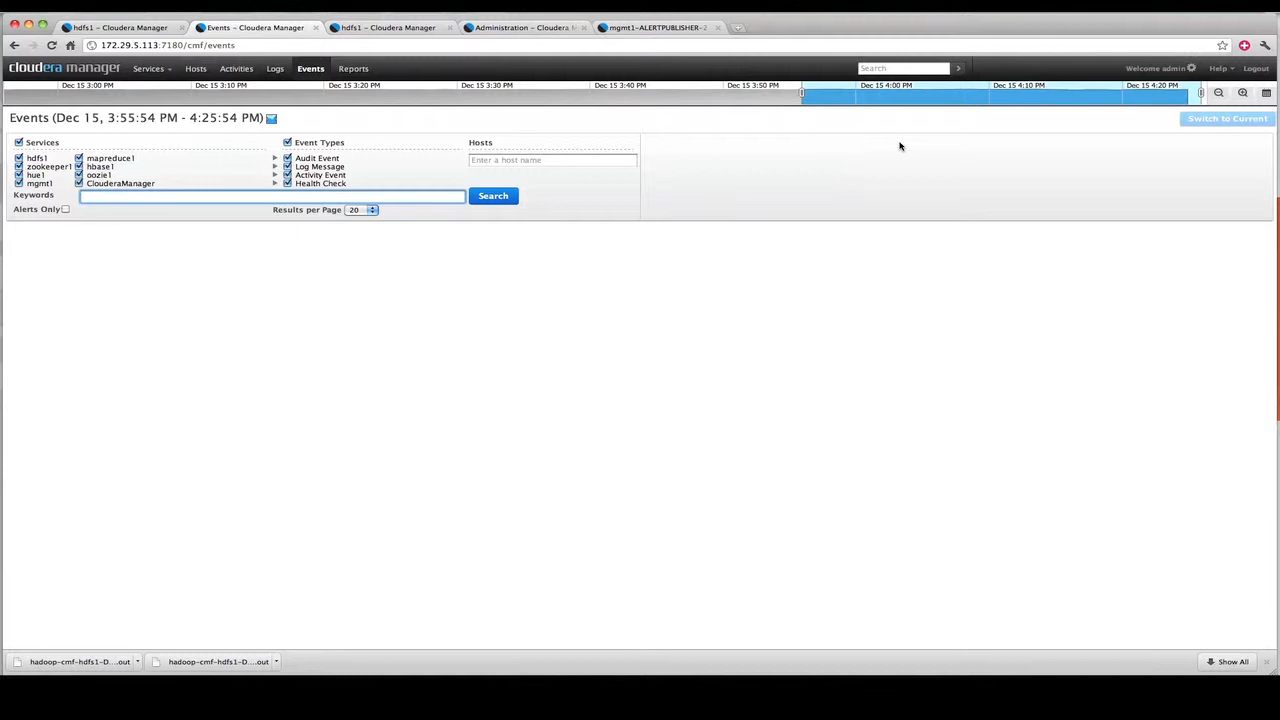 hdfs1 – Cloudera Manager
Events – Cloudera Manager
hdfs1 – Cloudera Manager
Administration – Cloudera M
mgmt1-ALERTPUBLISHER-2
172.29.5.113:7180/cmf/events
cloudera manager Services Hosts Activities Logs Events Reports Search Welcome admin Help Logout
Dec 15 3:00 PM Dec 15 3:10 PM Dec 15 3:20 PM Dec 15 3:30 PM Dec 15 3:40 PM Dec 15 3:50 PM Dec 15 4:00 PM Dec 15 4:10 PM Dec 15 4:20 PM
Events (Dec 15, 3:55:54 PM - 4:25:54 PM) Switch to Current
Services Event Types Hosts
hdfs1 mapreduce1 Audit Event Enter a host name
zookeeper1 hbase1 Log Message
hue1 oozie1 Activity Event
mgmt1 ClouderaManager Health Check
Keywords Search
Alerts Only Results per Page 20
hadoop-cmf-hdfs1-D....out hadoop-cmf-hdfs1-D....out Show All